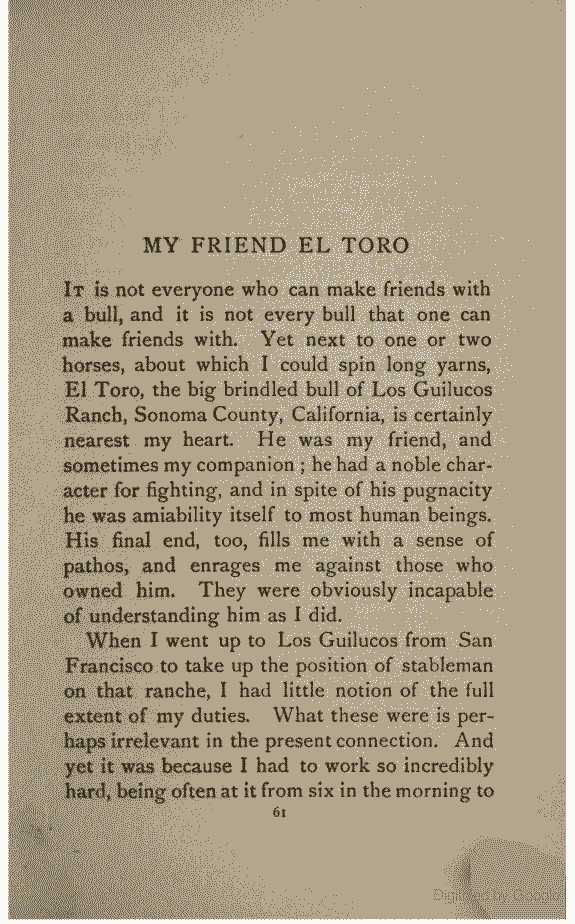 MY FRIEND EL TORO
IT is not everyone who can make friends with
a bull, and it is not every bull that one can
make friends with. Yet next to one or two
horses, about which I could spin long yarns,
El Toro, the big brindled bull of Los Guilucos
Ranch, Sonoma County, California, is certainly
nearest my heart. He was my friend, and
sometimes my companion ; he had a noble char-
acter for fighting, and in spite of his pugnacity
he was amiability itself to most human beings.
His final end, too, fills me with a sense of
pathos, and enrages me against those who
owned him. They were obviously incapable
of understanding him as I did.
When I went up to Los Guilucos from San
Francisco to take up the position of stableman
on that ranche, I had little notion of the full
extent of my duties. What these were is per-
haps irrelevant in the present connection. And
yet it was because I had to work so incredibly
hard, being often at it from six in the morning to
61
Digitized by Google